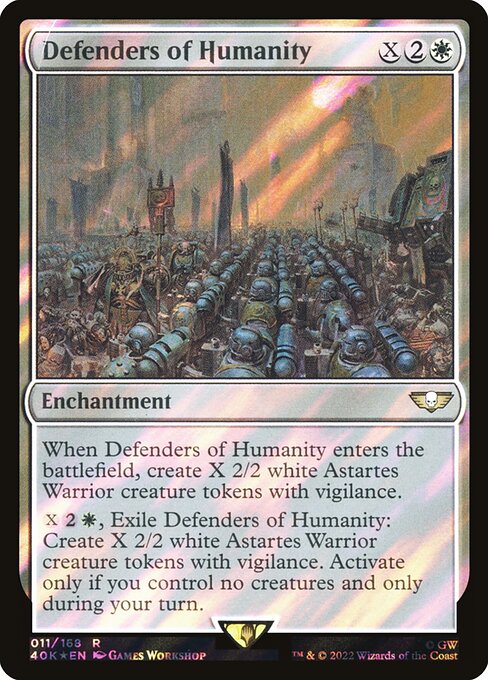 Defenders of Humanity X2
Enchantment
When Defenders of Humanity enters the
battlefield, create X 2/2 white Astartes
Warrior creature tokens with vigilance.
X 2 , Exile Defenders of Humanity:
Create X 2/2 white Astartes Warrior
creature tokens with vigilance. Activate
only if you control no creatures and only
during your turn.
011/168 R © GW
40K★EN GAMES WORKSHOP ™ & © 2022 Wizards of the Coast